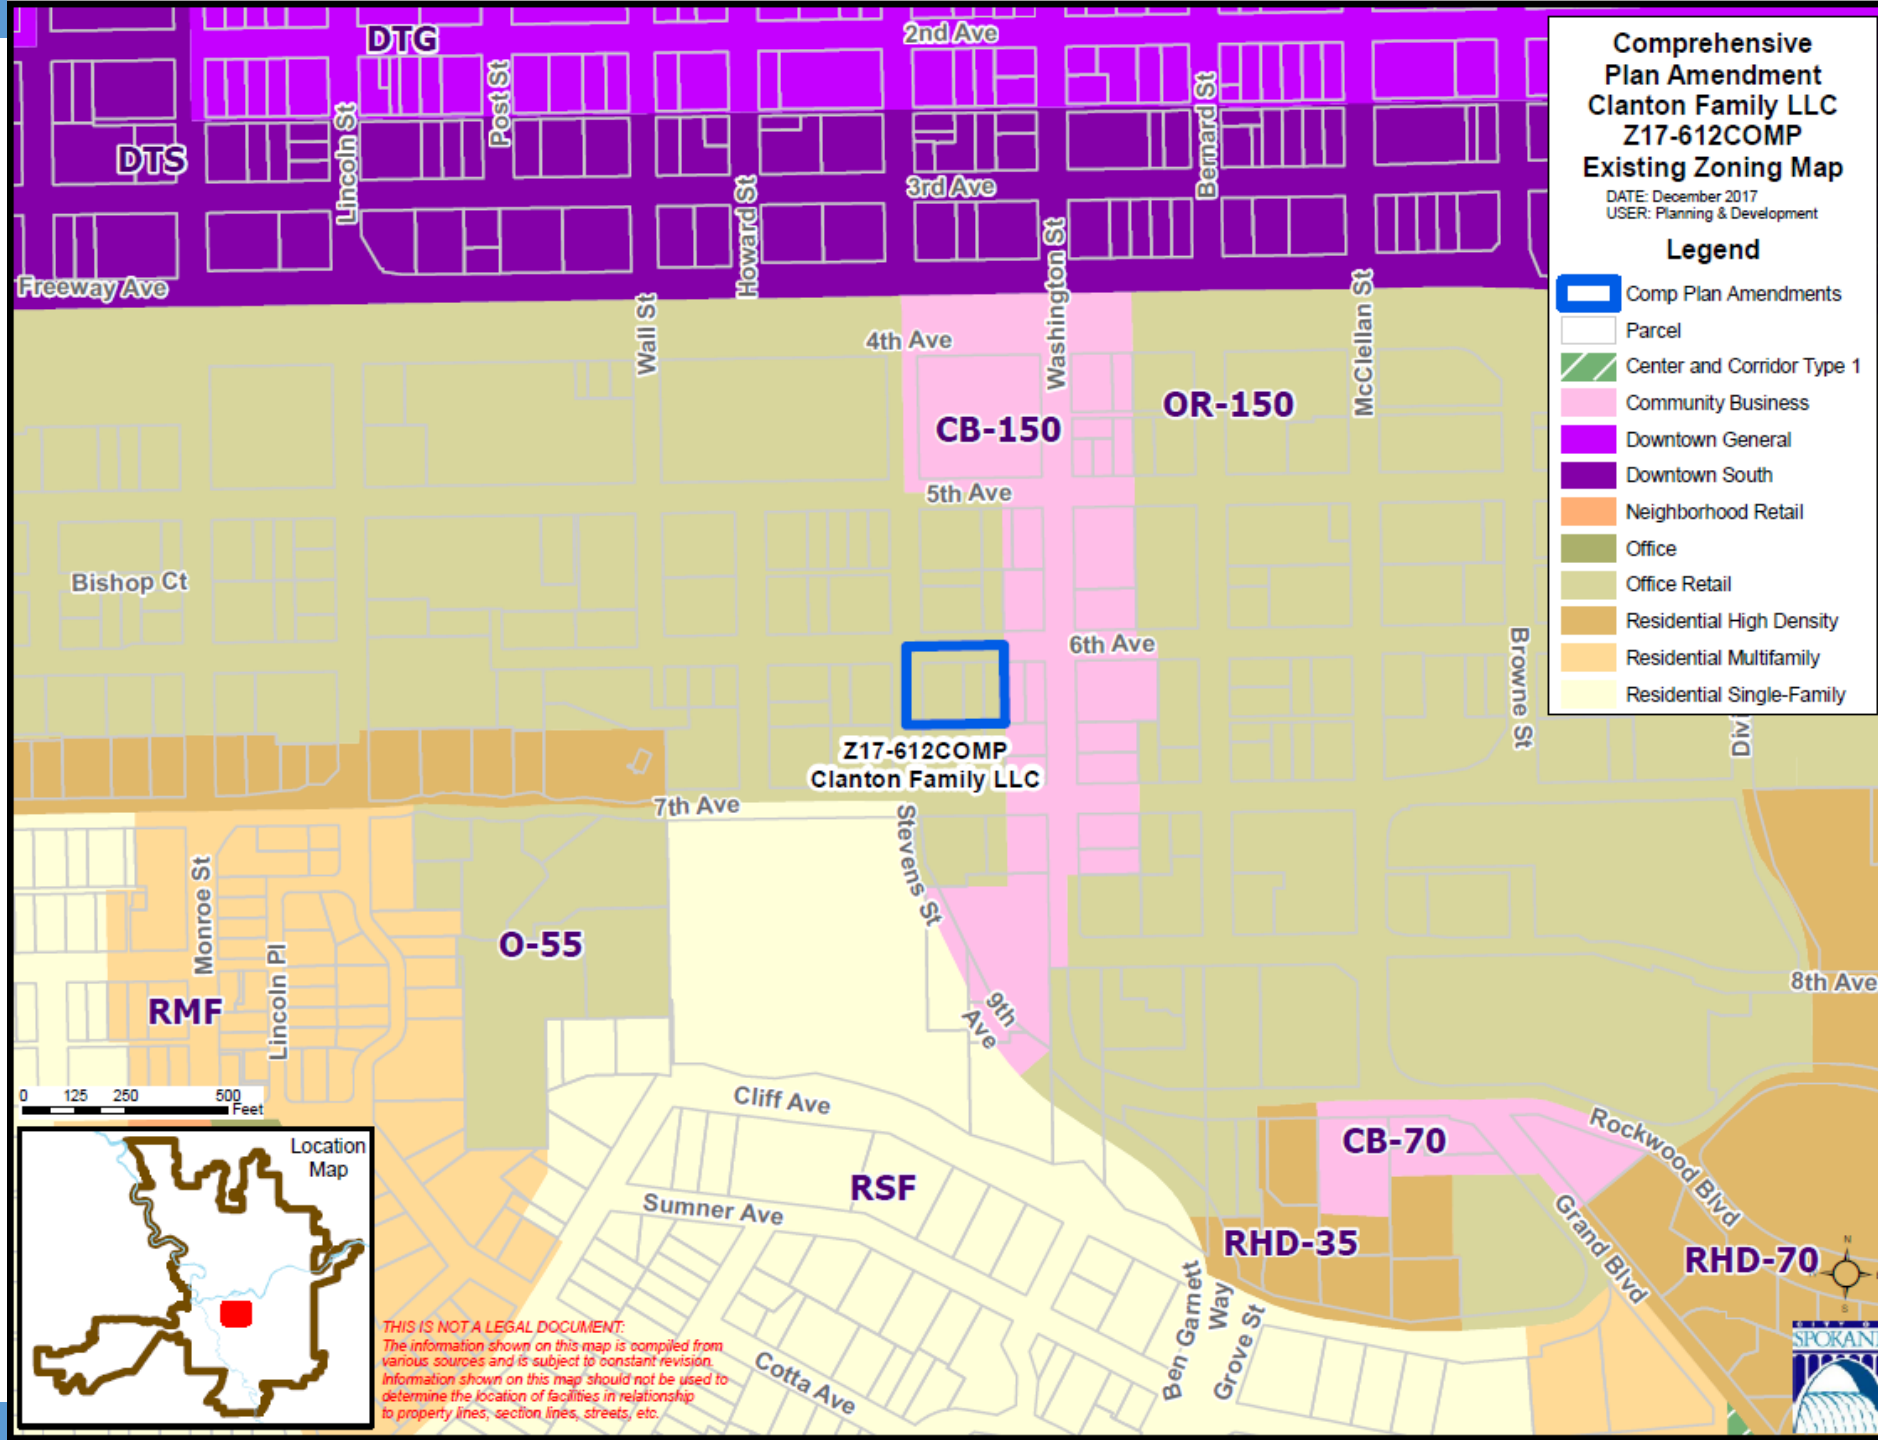 Comprehensive
Plan Amendment
Clanton Family LLC
Z17-612COMP
Existing Zoning Map
DATE: December 2017
USER: Planning & Development
Legend
Comp Plan Amendments
Parcel
Center and Corridor Type 1
Community Business
Downtown General
Downtown South
Neighborhood Retail
Office
Office Retail
Residential High Density
Residential Multifamily
Residential Single-Family
DTG
2nd Ave
Post St
Bernard St
Lincoln St
DTS
3rd Ave
Howard St
Washington St
Freeway Ave
Wall St
McClellan St
4th Ave
OR-150
CB-150
5th Ave
Bishop Ct
6th Ave
Browne St
Divi
Z17-612COMP
Clanton Family LLC
7th Ave
Stevens St
Monroe St
O-55
Lincoln Pl
8th Ave
RMF
9th
Ave
Cliff Ave
CB-70
Rockwood Blvd
RSF
Sumner Ave
Grand Blvd
RHD-35
RHD-70
Ben Garnett
Way
Grove St
Cotta Ave
0 125 250 500
Feet
Location
Map
THIS IS NOT A LEGAL DOCUMENT:
The information shown on this map is compiled from
various sources and is subject to constant revision.
Information shown on this map should not be used to
determine the location of facilities in relationship
to property lines, section lines, streets, etc.
N
S
CITY O
SPOKAN